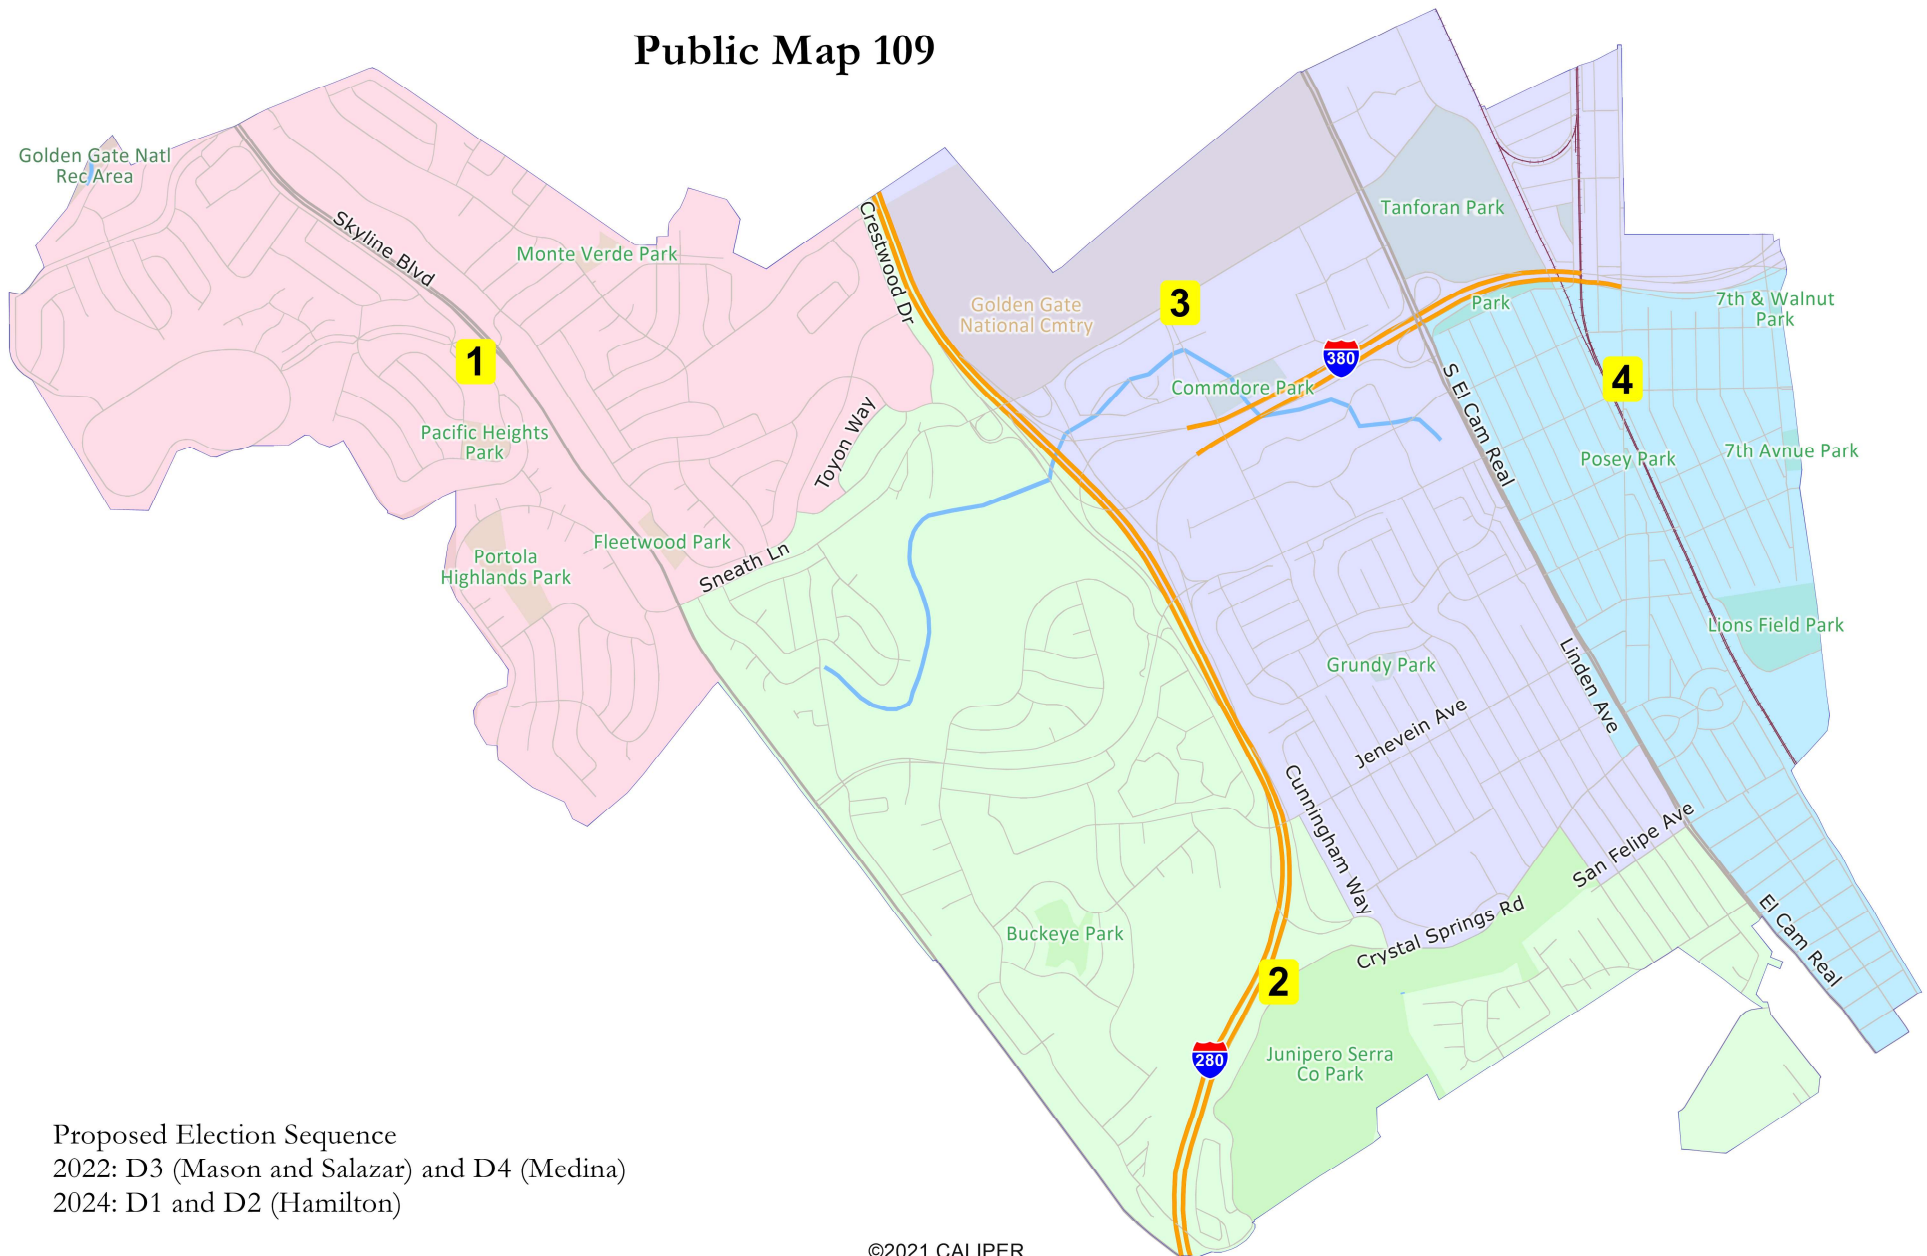 Public Map 109
Golden Gate Natl
Rec Area
Skyline Blvd
Monte Verde Park
Crestwood Dr
Tanforan Park
Golden Gate
National Cmtry
3
7th & Walnut
Park
Park
1
380
4
Commdore Park
S El Cam Real
Pacific Heights
Park
Toyon Way
Posey Park
7th Avnue Park
Portola
Highlands Park
Fleetwood Park
Sneath Ln
Lions Field Park
Grundy Park
Linden Ave
Jenevein Ave
Cunningham Way
San Felipe Ave
Buckeye Park
Crystal Springs Rd
El Cam Real
2
280
Junipero Serra
Co Park
Proposed Election Sequence
2022: D3 (Mason and Salazar) and D4 (Medina)
2024: D1 and D2 (Hamilton)
©2021 CALIPER